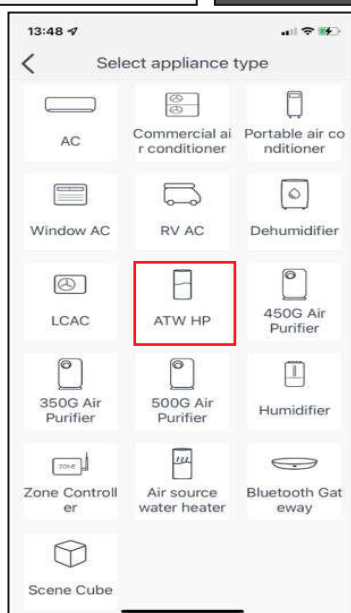 13:48
Select appliance type
AC
Commercial ai
r conditioner
Portable air co
nditioner
Window AC
RV AC
Dehumidifier
LCAC
ATW HP
450G Air
Purifier
350G Air
Purifier
500G Air
Purifier
Humidifier
ZONE
Zone Controll
er
Air source
water heater
Bluetooth Gat
eway
Scene Cube